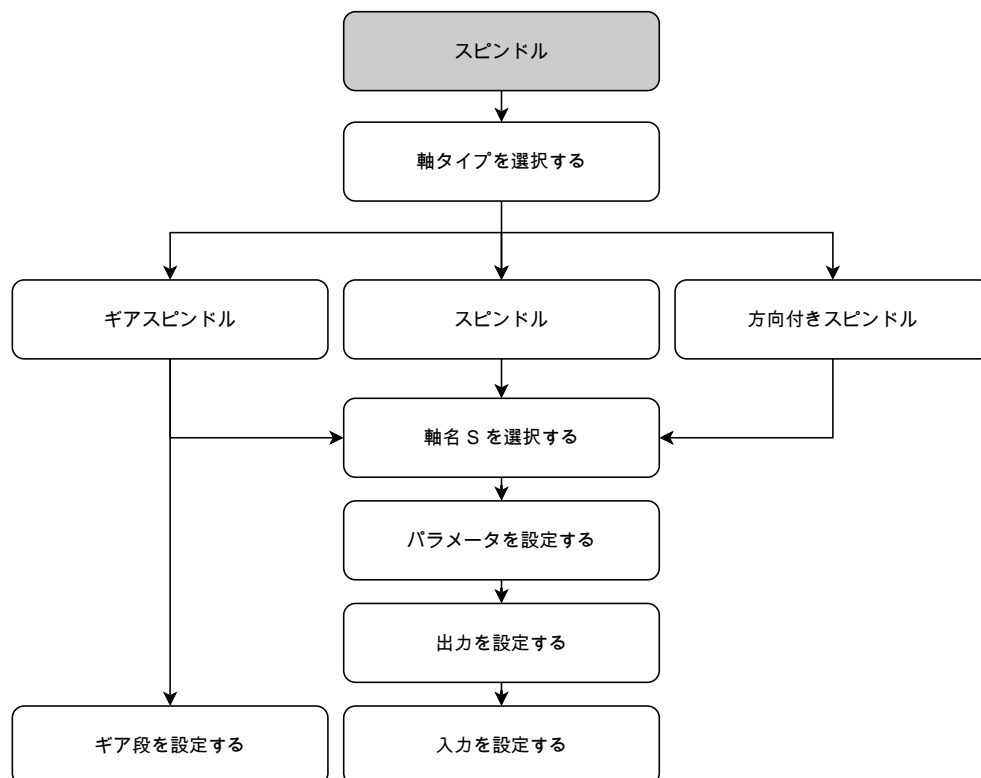 スピンドル
軸タイプを選択する
ギアスピンドル
スピンドル
方向付きスピンドル
軸名 S を選択する
パラメータを設定する
出力を設定する
ギア段を設定する
入力を設定する